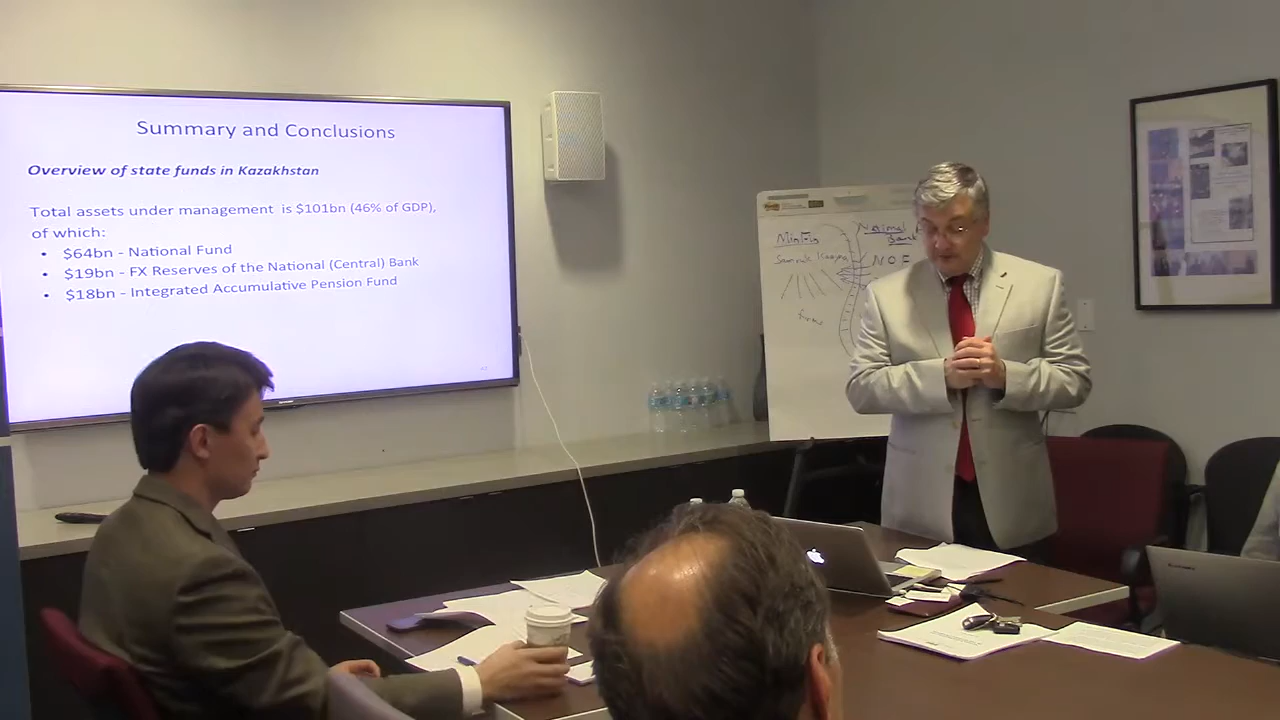 Summary and Conclusions
Overview of state funds in Kazakhstan
Total assets under management is $101bn (46% of GDP),
of which:
• $64bn - National Fund
• $19bn - FX Reserves of the National (Central) Bank
• $18bn - Integrated Accumulative Pension Fund
42
National
Bank
N O F